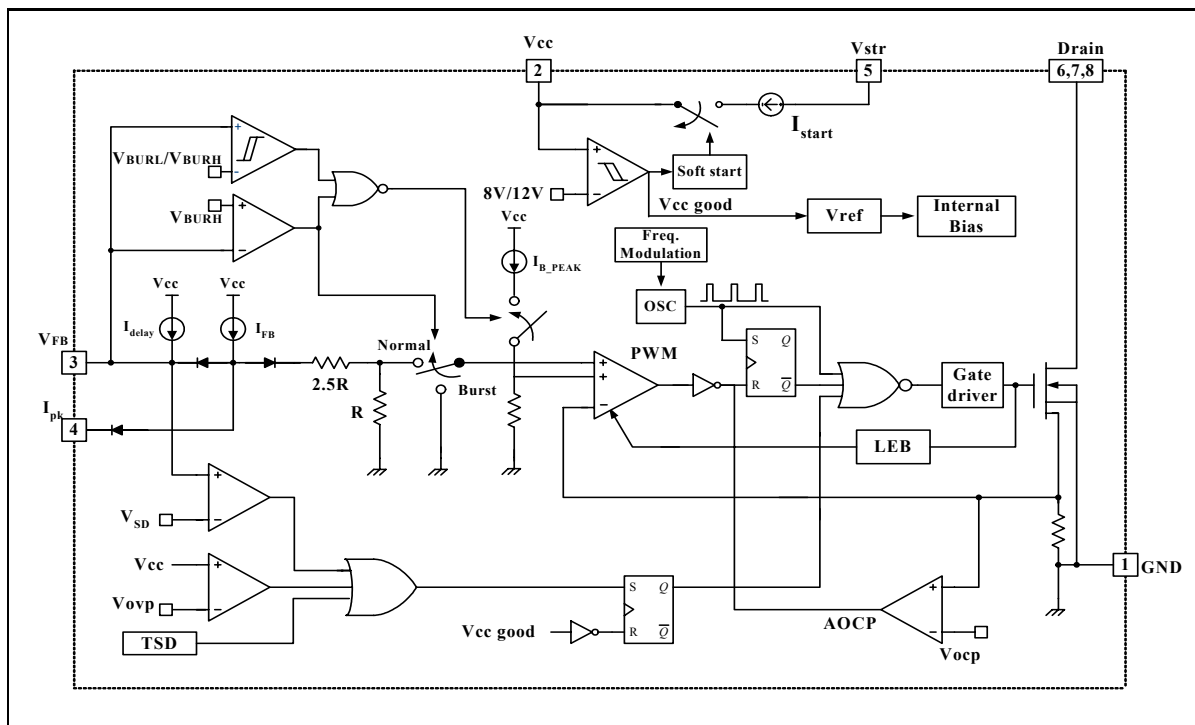 Vcc
Vstr
Drain
2
5
6,7,8
Istart
+
VBURL/VBURH
-
+
8V/12V
-
Soft start
Vcc good
VBURH
+
-
Vref
Internal
Bias
Vcc
IB_PEAK
Freq.
Modulation
OSC
Vcc
Vcc
Idelay
IFB
VFB
3
Normal
Burst
2.5R
R
+
+
-
PWM
S
Q
R
Q̅
Gate
driver
LEB
Ipk
4
+
VSD
-
Vcc
+
Vovp
-
TSD
S
Q
R
Q̅
Vcc good
AOCP
+
-
Vocp
1
GND